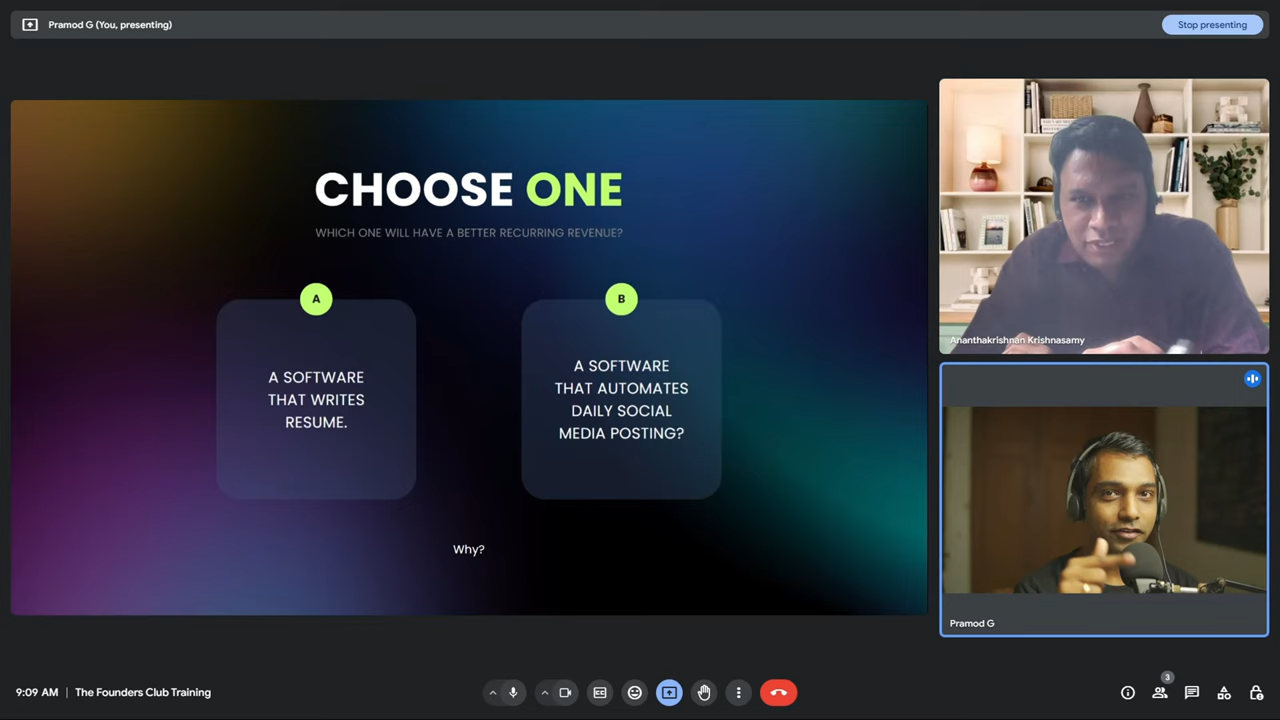 Pramod G (You, presenting)
Stop presenting
CHOOSE ONE
WHICH ONE WILL HAVE A BETTER RECURRING REVENUE?
A
B
A SOFTWARE
THAT WRITES
RESUME.
A SOFTWARE
THAT AUTOMATES
DAILY SOCIAL
MEDIA POSTING?
Why?
Ananthakrishnan Krishnasamy
Pramod G
9:09 AM | The Founders Club Training
3